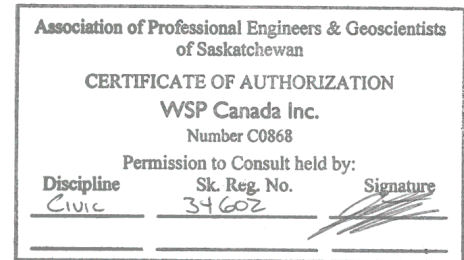 Association of Professional Engineers & Geoscientists
of Saskatchewan
CERTIFICATE OF AUTHORIZATION
WSP Canada Inc.
Number C0868
Permission to Consult held by:
Discipline Sk. Reg. No. Signature
CIVIC 34602